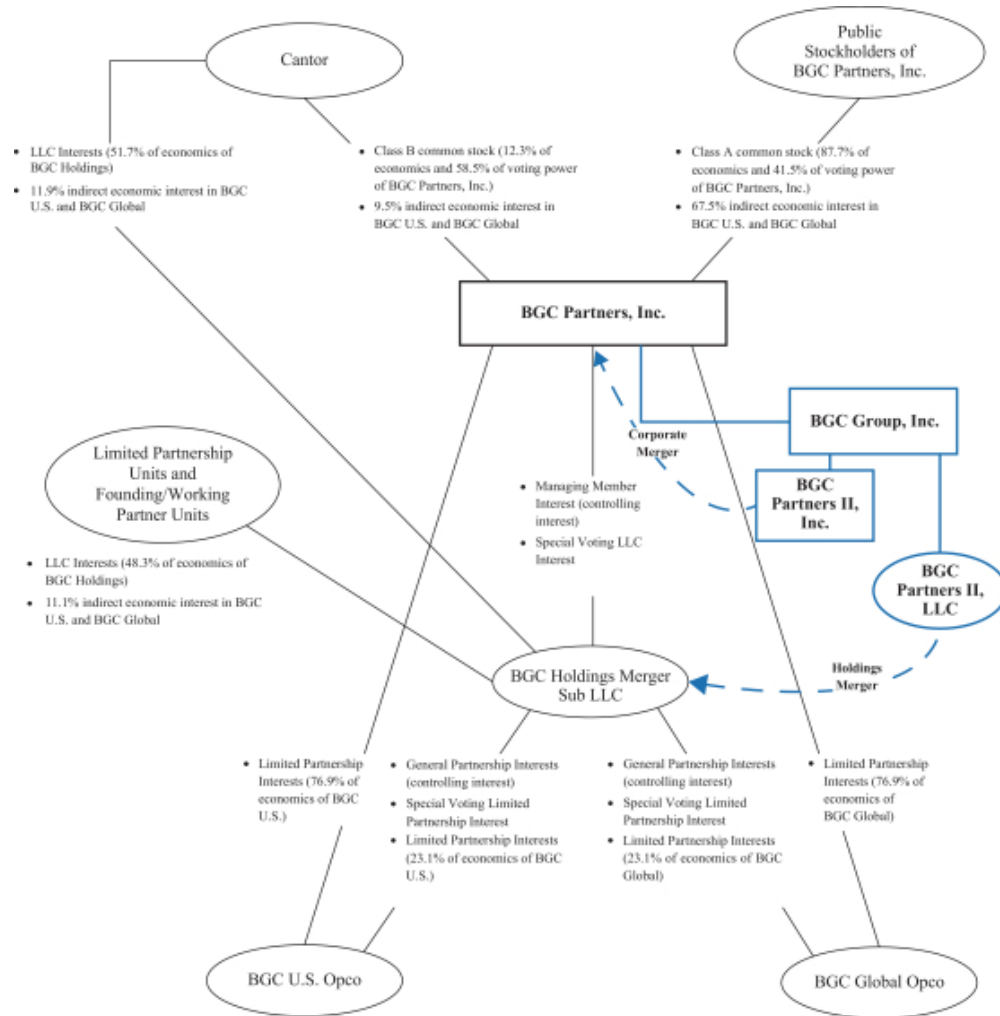 Cantor
Public
Stockholders of
BGC Partners, Inc.
• LLC Interests (51.7% of economics of
BGC Holdings)
• 11.9% indirect economic interest in BGC
U.S. and BGC Global
• Class B common stock (12.3% of
economics and 58.5% of voting power
of BGC Partners, Inc.)
• 9.5% indirect economic interest in
BGC U.S. and BGC Global
• Class A common stock (87.7% of
economics and 41.5% of voting power
of BGC Partners, Inc.)
• 67.5% indirect economic interest in
BGC U.S. and BGC Global
BGC Partners, Inc.
BGC Group, Inc.
Corporate
Merger
BGC
Partners II,
Inc.
Limited Partnership
Units and
Founding/Working
Partner Units
• Managing Member
Interest (controlling
interest)
• Special Voting LLC
Interest
• LLC Interests (48.3% of economics of
BGC Holdings)
• 11.1% indirect economic interest in BGC
U.S. and BGC Global
BGC
Partners II,
LLC
BGC Holdings Merger
Sub LLC
Holdings
Merger
• Limited Partnership
Interests (76.9% of
economics of BGC
U.S.)
• General Partnership Interests
(controlling interest)
• Special Voting Limited
Partnership Interest
• Limited Partnership Interests
(23.1% of economics of BGC
U.S.)
• General Partnership Interests
(controlling interest)
• Special Voting Limited
Partnership Interest
• Limited Partnership Interests
(23.1% of economics of BGC
Global)
• Limited Partnership
Interests (76.9% of
economics of
BGC Global)
BGC U.S. Opco
BGC Global Opco